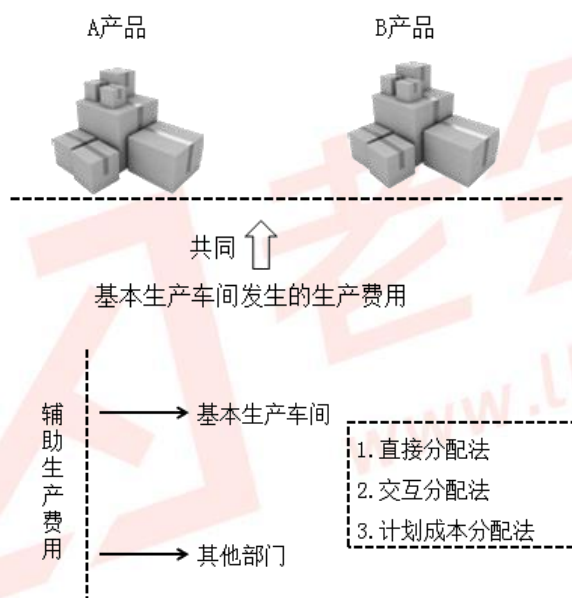 A产品
B产品
共同
基本生产车间发生的生产费用
辅助生产费用
基本生产车间
其他部门
1.直接分配法
2.交互分配法
3.计划成本分配法
www.